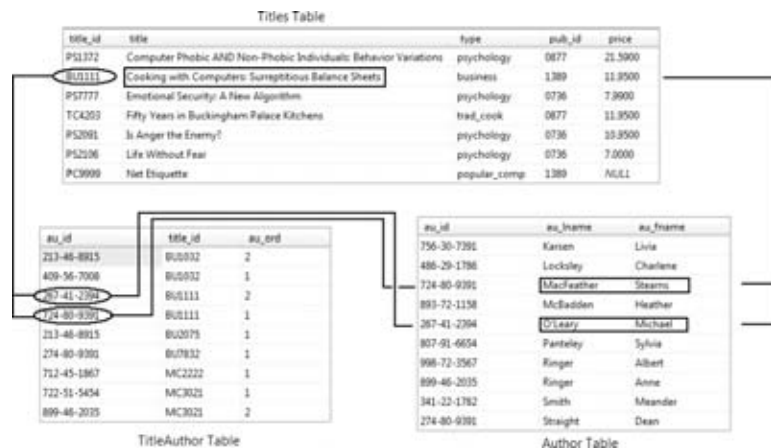 Titles Table
title_id title type pub_id price
PS1372 Computer Phobic AND Non-Phobic Individuals: Behavior Variations psychology 0877 21.5900
BU1111 Cooking with Computers: Surreptitious Balance Sheets business 1389 11.9500
PS7777 Emotional Security: A New Algorithm psychology 0736 7.9900
TC4203 Fifty Years in Buckingham Palace Kitchens trad_cook 0877 11.9500
PS2091 Is Anger the Enemy? psychology 0736 10.9500
PS2106 Life Without Fear psychology 0736 7.0000
PC9999 Net Etiquette popular_comp 1389 NULL
au_id title_id au_ord
213-46-8915 BU1032 2
409-56-7008 BU1032 1
267-41-2394 BU1111 2
724-80-9391 BU1111 1
213-46-8915 BU2075 1
274-80-9391 BU7832 1
712-45-1867 MC2222 1
722-51-5454 MC3021 1
899-46-2035 MC3021 2
TitleAuthor Table
au_id au_lname au_fname
756-30-7391 Karsen Livia
486-29-1786 Locksley Charlene
724-80-9391 MacFeather Stearns
893-72-1158 McBadden Heather
267-41-2394 O'Leary Michael
807-91-6654 Panteley Sylvia
998-72-3567 Ringer Albert
899-46-2035 Ringer Anne
341-22-1782 Smith Meander
274-80-9391 Straight Dean
Author Table